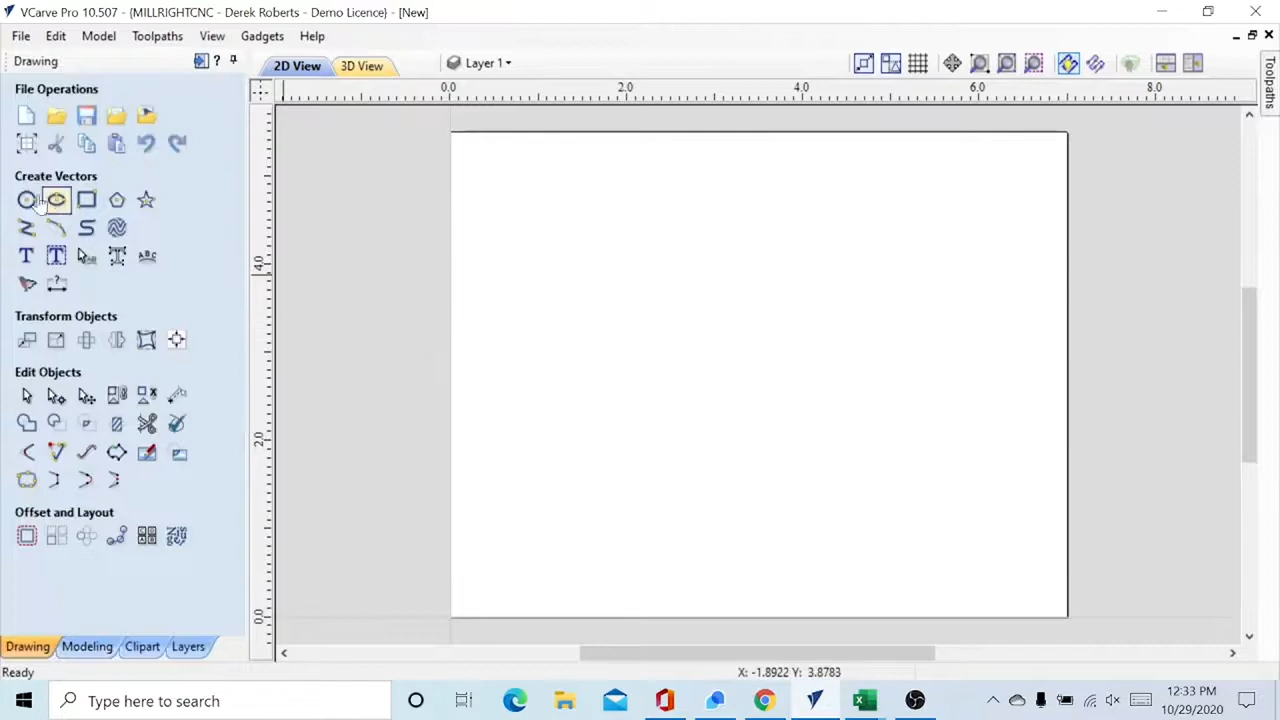 VCarve Pro 10.507 - {MILLRIGHTCNC - Derek Roberts - Demo Licence} - [New]
File Edit Model Toolpaths View Gadgets Help
Drawing
2D View 3D View Layer 1
File Operations
0.0 2.0 4.0 6.0 8.0
Toolpaths
Create Vectors
4.0
Transform Objects
Edit Objects
2.0
Offset and Layout
0.0
Drawing Modeling Clipart Layers
Ready X: -1.8922 Y: 3.8783
Type here to search
12:33 PM
10/29/2020